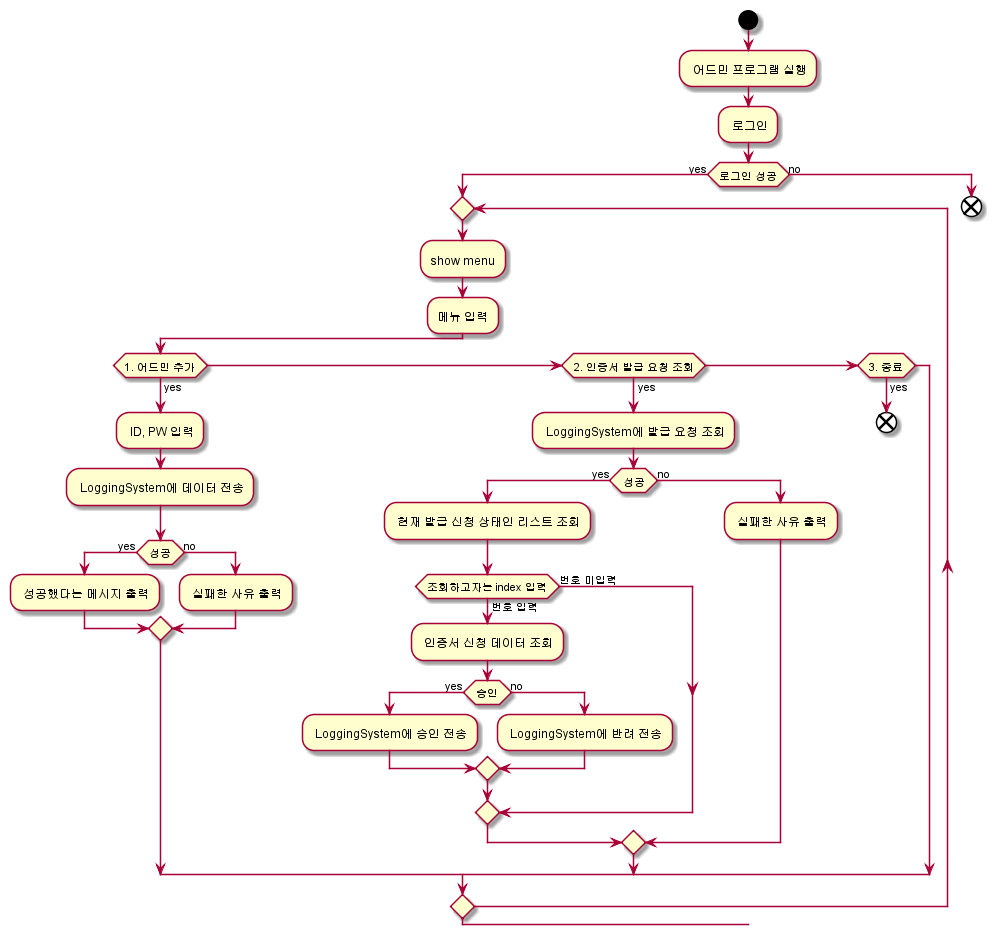 어드민 프로그램 실행
로그인
yes
로그인 성공
no
show menu
메뉴 입력
1. 어드민 추가
2. 인증서 발급 요청 조회
3. 종료
yes
yes
yes
ID, PW 입력
LoggingSystem에 발급 요청 조회
LoggingSystem에 데이터 전송
yes
성공
no
현재 발급 신청 상태인 리스트 조회
실패한 사유 출력
yes
성공
no
성공했다는 메시지 출력
실패한 사유 출력
조회하고자는 index 입력
번호 미입력
번호 입력
인증서 신청 데이터 조회
yes
승인
no
LoggingSystem에 승인 전송
LoggingSystem에 반려 전송